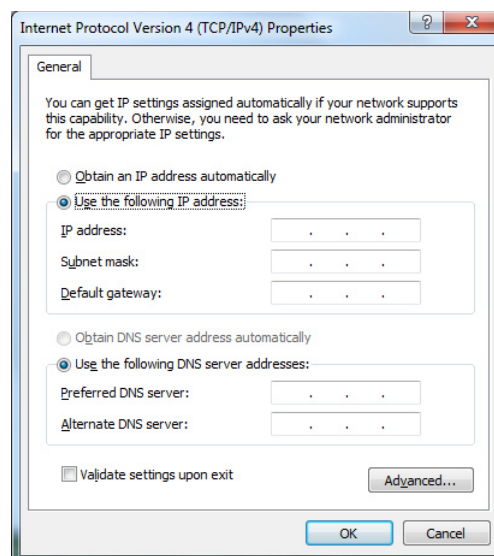 Internet Protocol Version 4 (TCP/IPv4) Properties
General
You can get IP settings assigned automatically if your network supports
this capability. Otherwise, you need to ask your network administrator
for the appropriate IP settings.
Obtain an IP address automatically
Use the following IP address:
IP address:
Subnet mask:
Default gateway:
Obtain DNS server address automatically
Use the following DNS server addresses:
Preferred DNS server:
Alternate DNS server:
Validate settings upon exit
Advanced...
OK Cancel